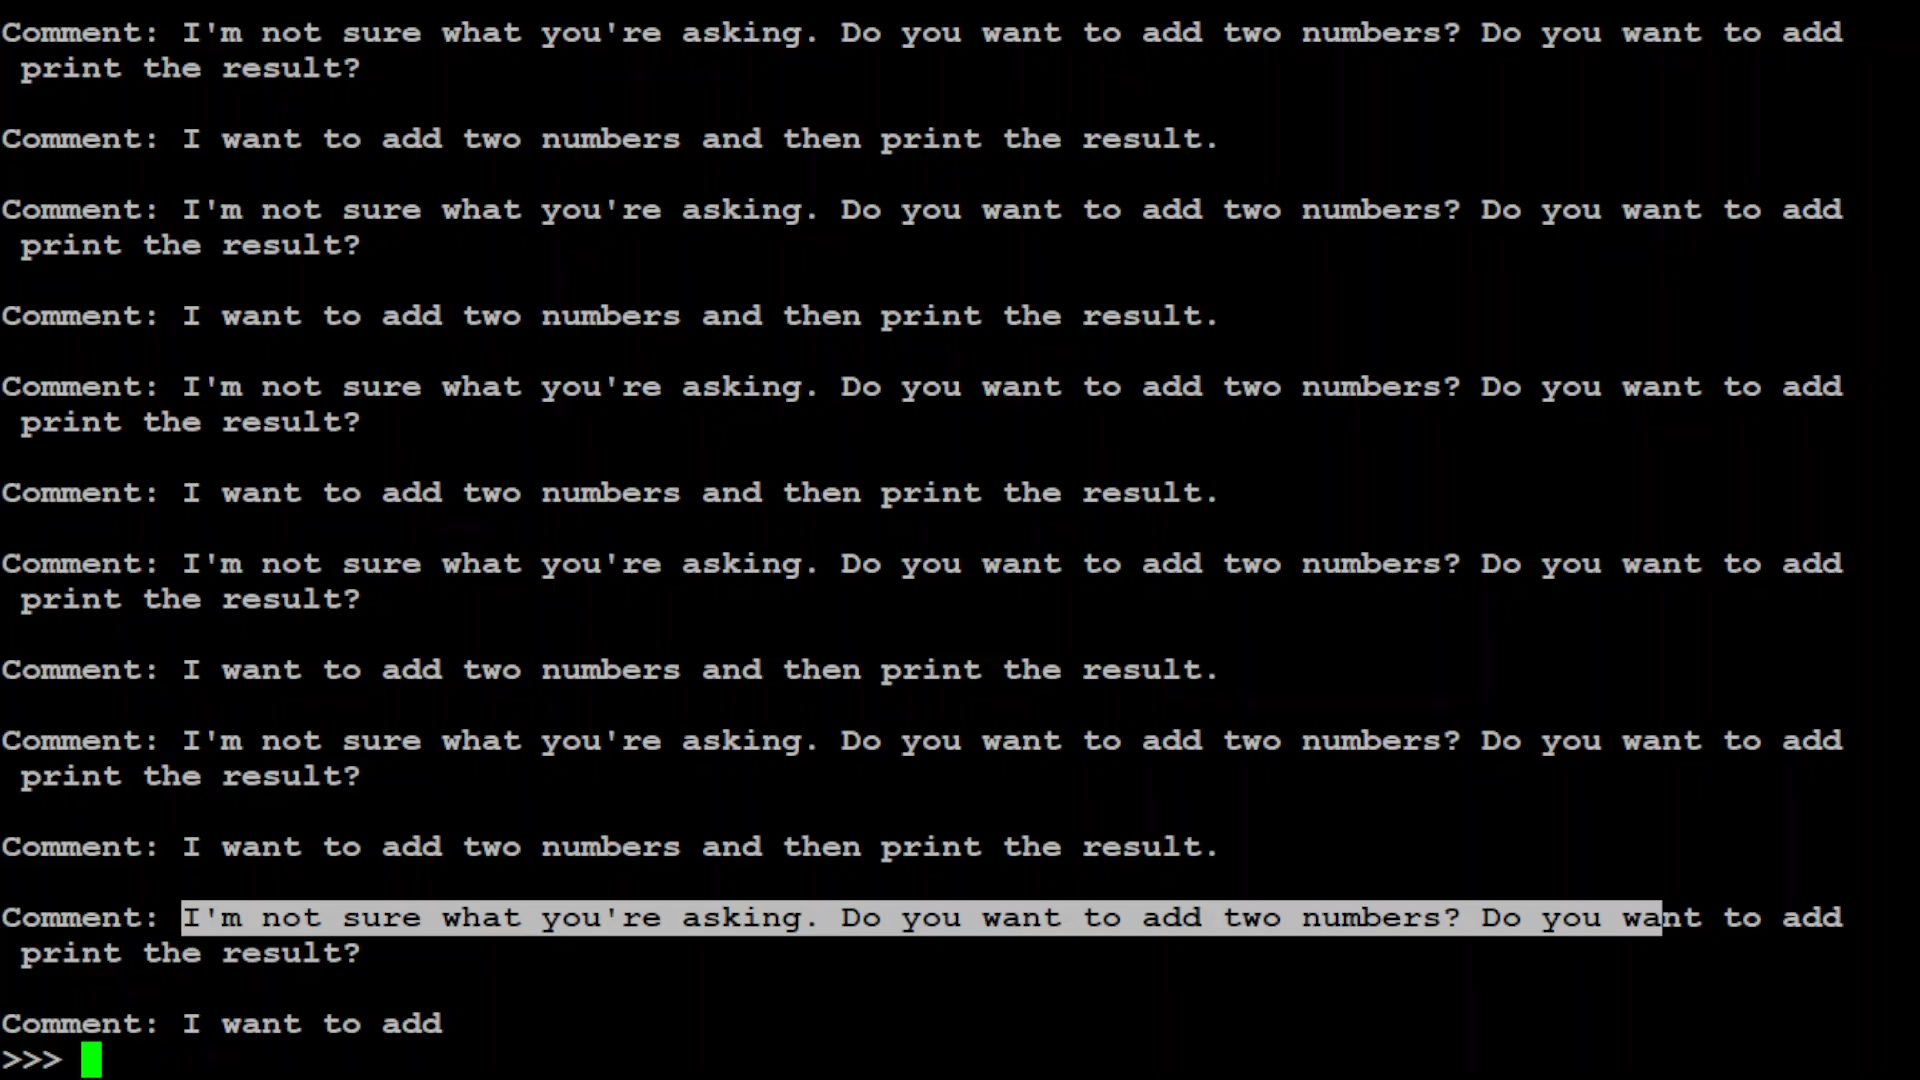 Comment: I'm not sure what you're asking. Do you want to add two numbers? Do you want to add
print the result?
Comment: I want to add two numbers and then print the result.
Comment: I'm not sure what you're asking. Do you want to add two numbers? Do you want to add
print the result?
Comment: I want to add two numbers and then print the result.
Comment: I'm not sure what you're asking. Do you want to add two numbers? Do you want to add
print the result?
Comment: I want to add two numbers and then print the result.
Comment: I'm not sure what you're asking. Do you want to add two numbers? Do you want to add
print the result?
Comment: I want to add two numbers and then print the result.
Comment: I'm not sure what you're asking. Do you want to add two numbers? Do you want to add
print the result?
Comment: I want to add two numbers and then print the result.
Comment: I'm not sure what you're asking. Do you want to add two numbers? Do you want to add
print the result?
Comment: I want to add
>>>